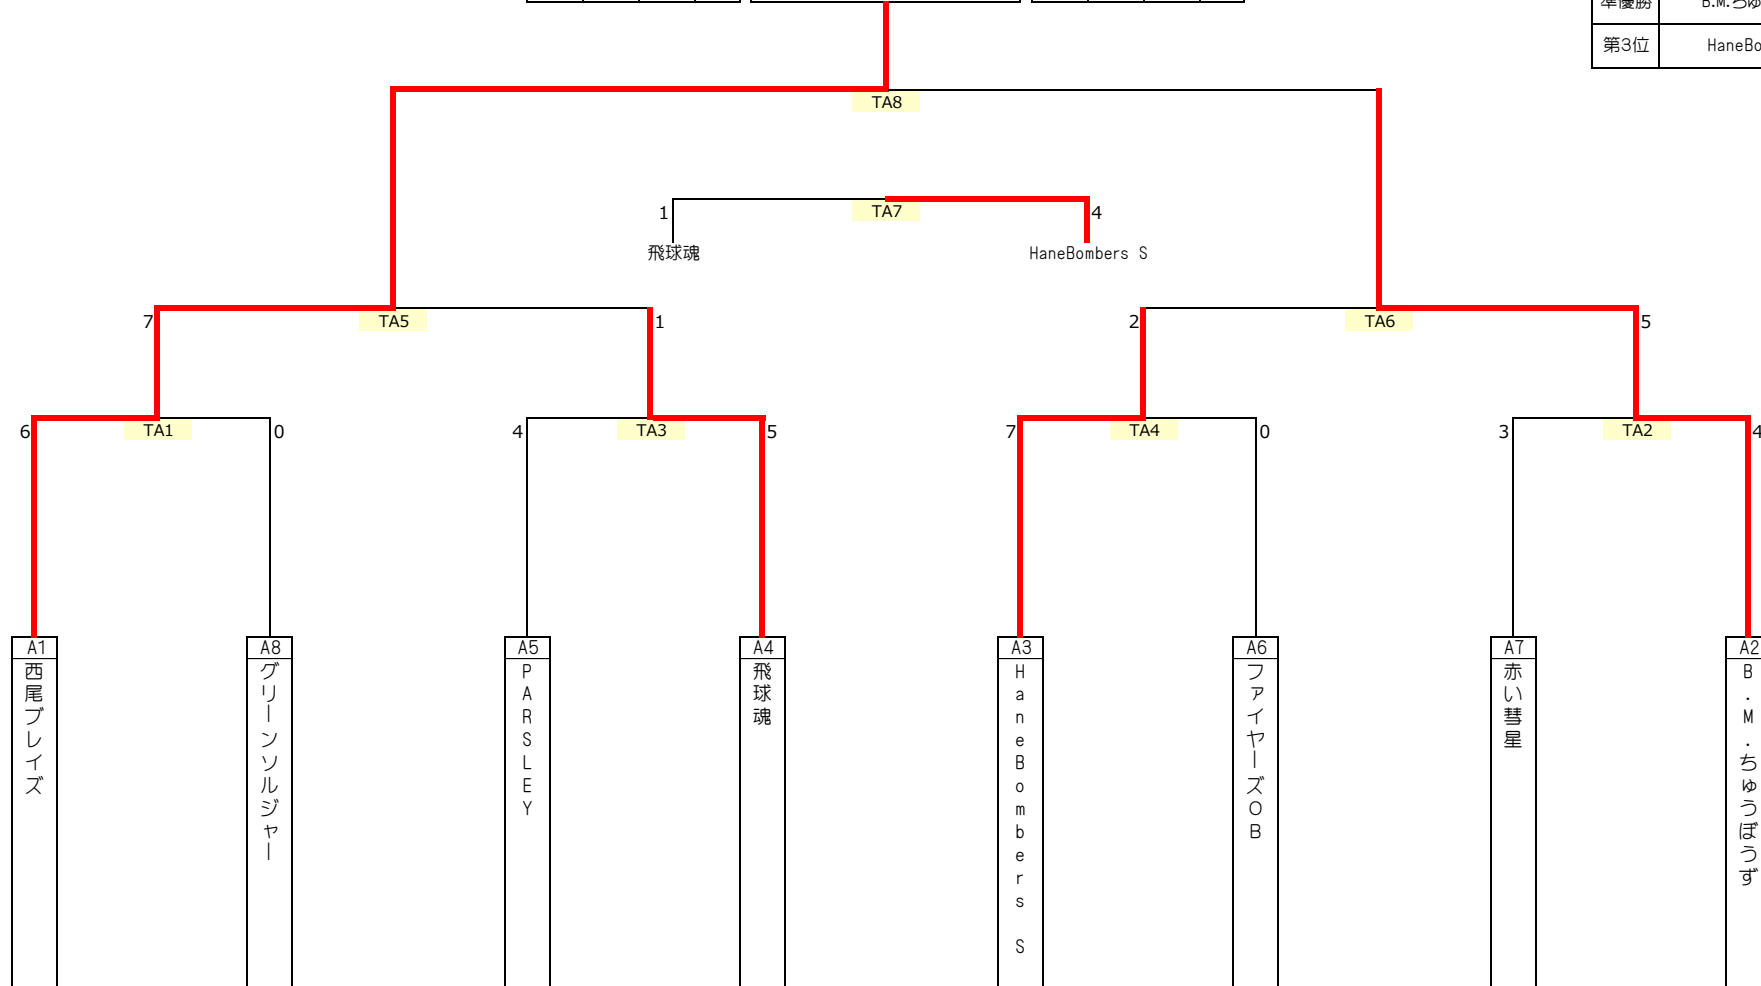 準優勝 B.M.ちゅ
第3位 HaneBo
TA8
1 TA7 4
飛球魂 HaneBombers S
7 TA5 1 2 TA6 5
6 TA1 0 4 TA3 5 7 TA4 0 3 TA2 4
A1 A8 A5 A4 A3 A6 A7 A2
西尾ブレイズ
グリーンソルジャー
PARSLEY
飛球魂
HaneBombers S
ファイヤーズOB
赤い彗星
B.M.ちゅうぼうず